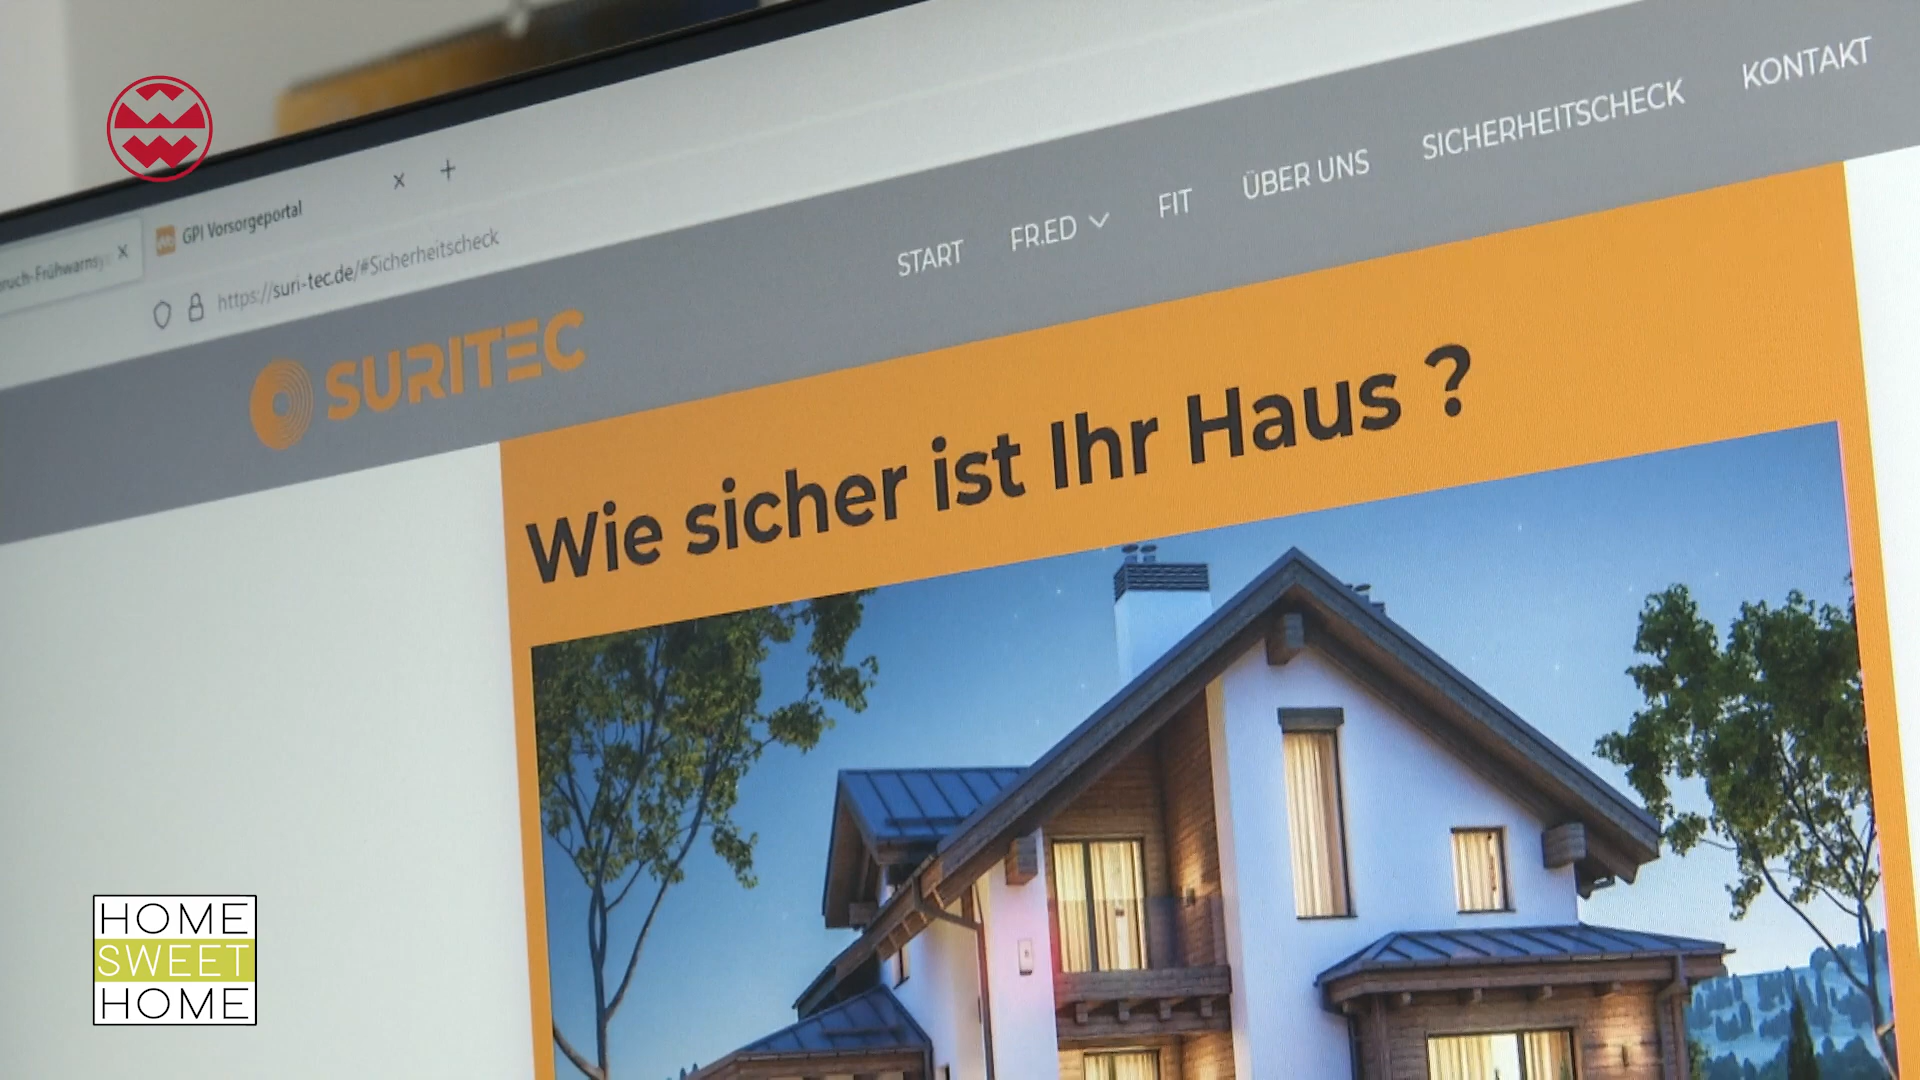 GPI Vorsorgeportal
https://suri-tec.de/#Sicherheitscheck
SURITEC
START
FR.ED
FIT
ÜBER UNS
SICHERHEITSCHECK
KONTAKT
Wie sicher ist Ihr Haus ?
HOME
SWEET
HOME